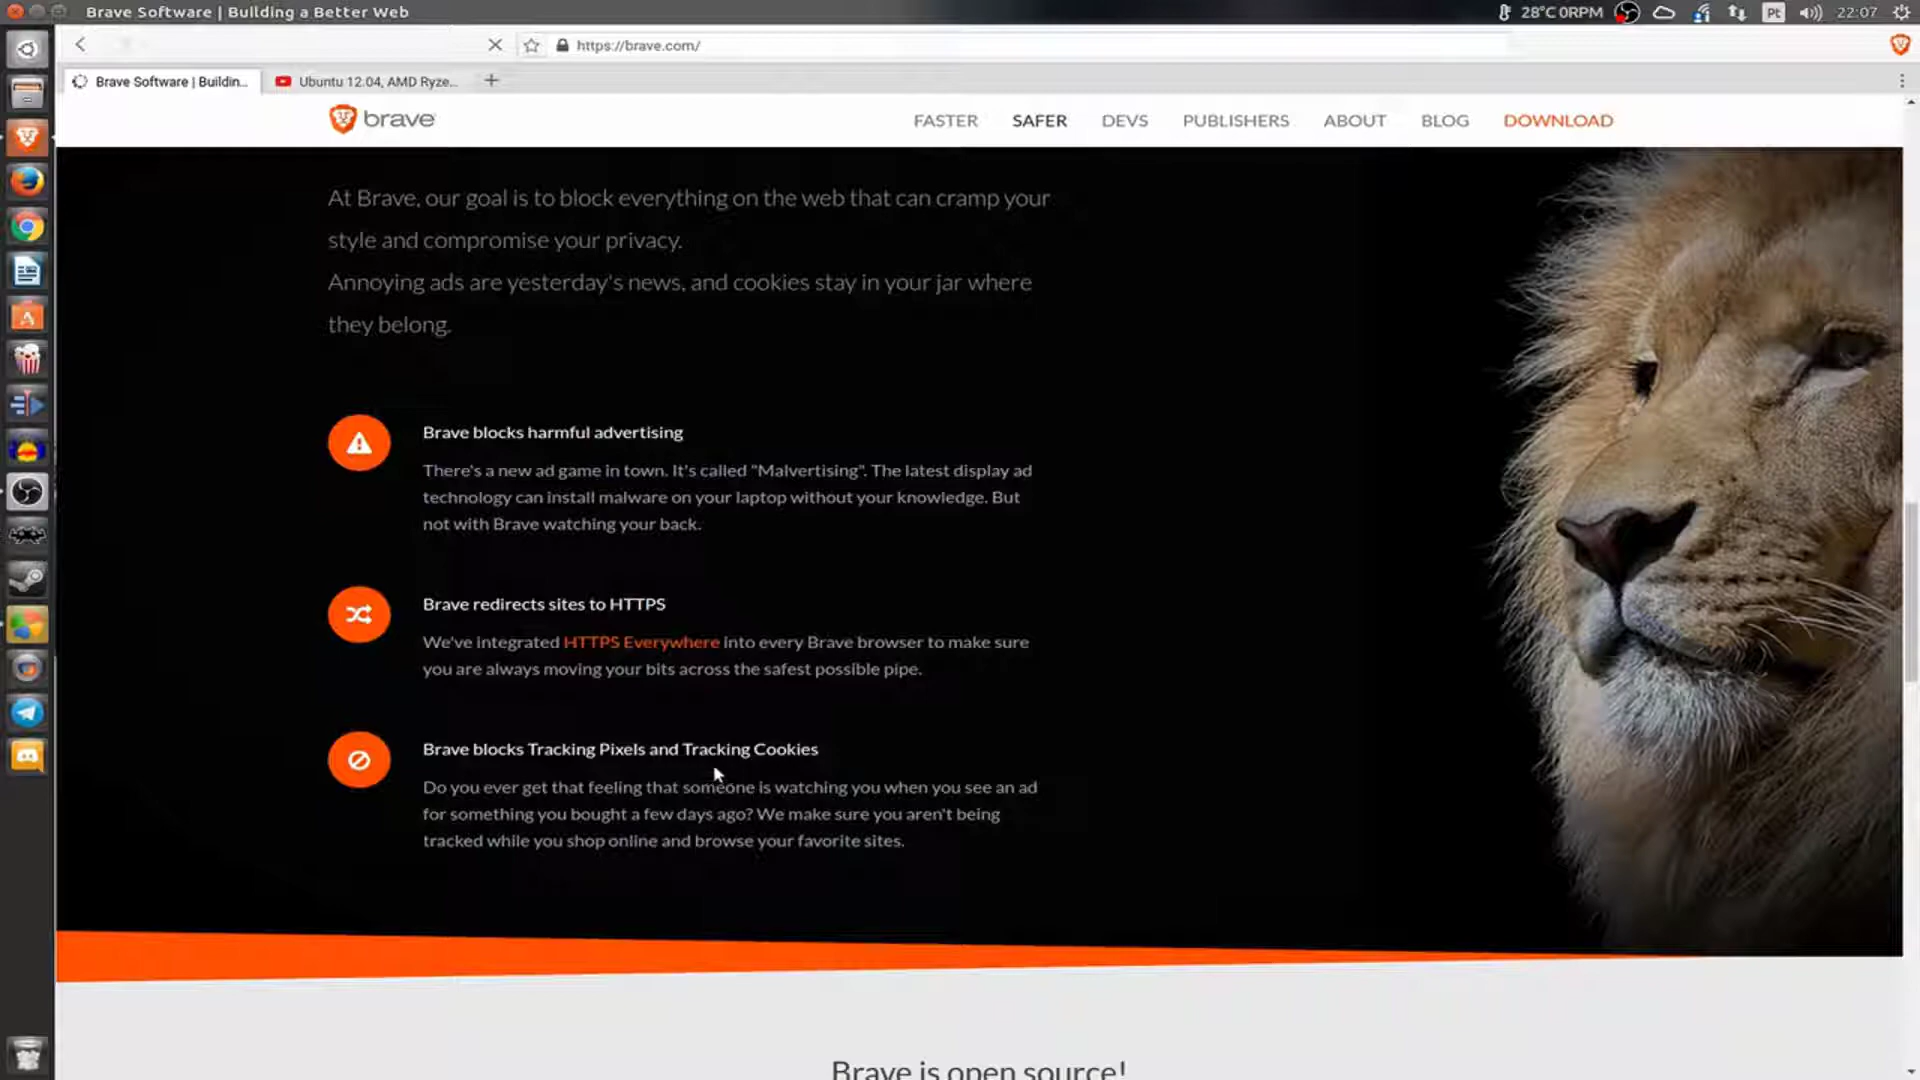 Brave Software | Building a Better Web
28°C 0RPM
Pt
22:07
https://brave.com/
Brave Software | Buildin...
Ubuntu 12.04, AMD Ryze...
brave
FASTER
SAFER
DEVS
PUBLISHERS
ABOUT
BLOG
DOWNLOAD
At Brave, our goal is to block everything on the web that can cramp your
style and compromise your privacy.
Annoying ads are yesterday's news, and cookies stay in your jar where
they belong.
Brave blocks harmful advertising
There's a new ad game in town. It's called "Malvertising". The latest display ad
technology can install malware on your laptop without your knowledge. But
not with Brave watching your back.
Brave redirects sites to HTTPS
We've integrated HTTPS Everywhere into every Brave browser to make sure
you are always moving your bits across the safest possible pipe.
Brave blocks Tracking Pixels and Tracking Cookies
Do you ever get that feeling that someone is watching you when you see an ad
for something you bought a few days ago? We make sure you aren't being
tracked while you shop online and browse your favorite sites.
Brave is open source!